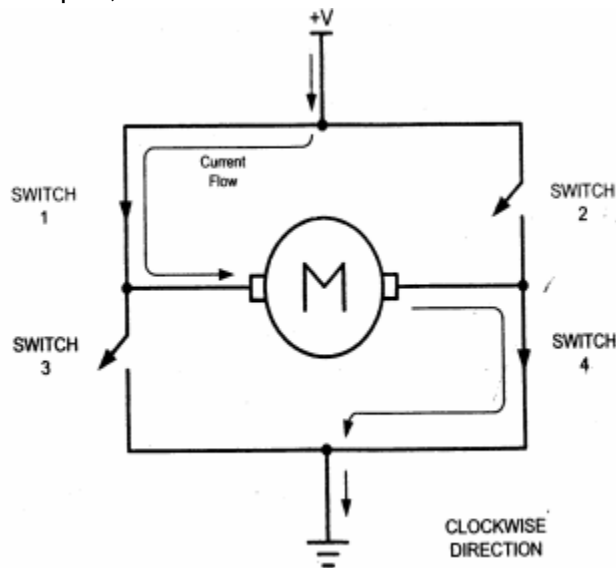 +V
Current
Flow
SWITCH
1
SWITCH
2
M
SWITCH
3
SWITCH
4
CLOCKWISE
DIRECTION